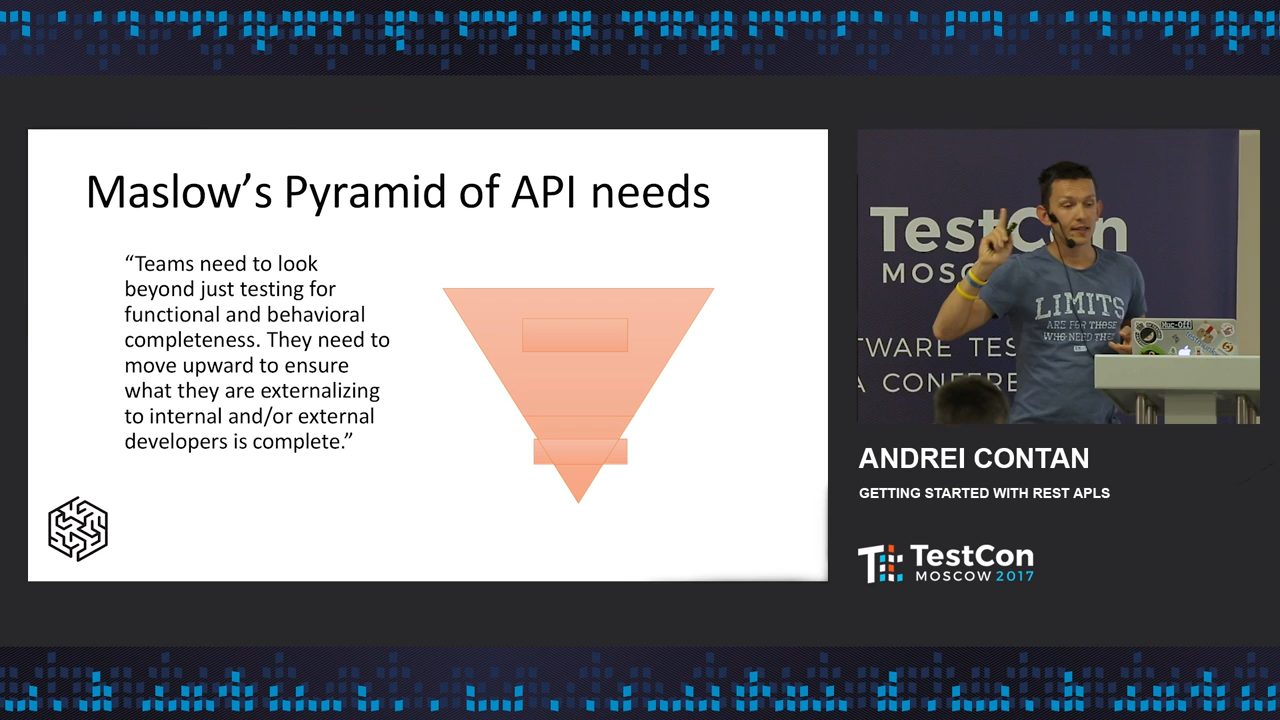 Maslow’s Pyramid of API needs
“Teams need to look
beyond just testing for
functional and behavioral
completeness. They need to
move upward to ensure
what they are externalizing
to internal and/or external
developers is complete.”
TestCon
MOSC
TWARE TES
A CONFERE
LIMITS
ARE FOR THOSE
WHO NEED THEM
Muc-Off
ANDREI CONTAN
GETTING STARTED WITH REST APLS
TestCon
MOSCOW 2017